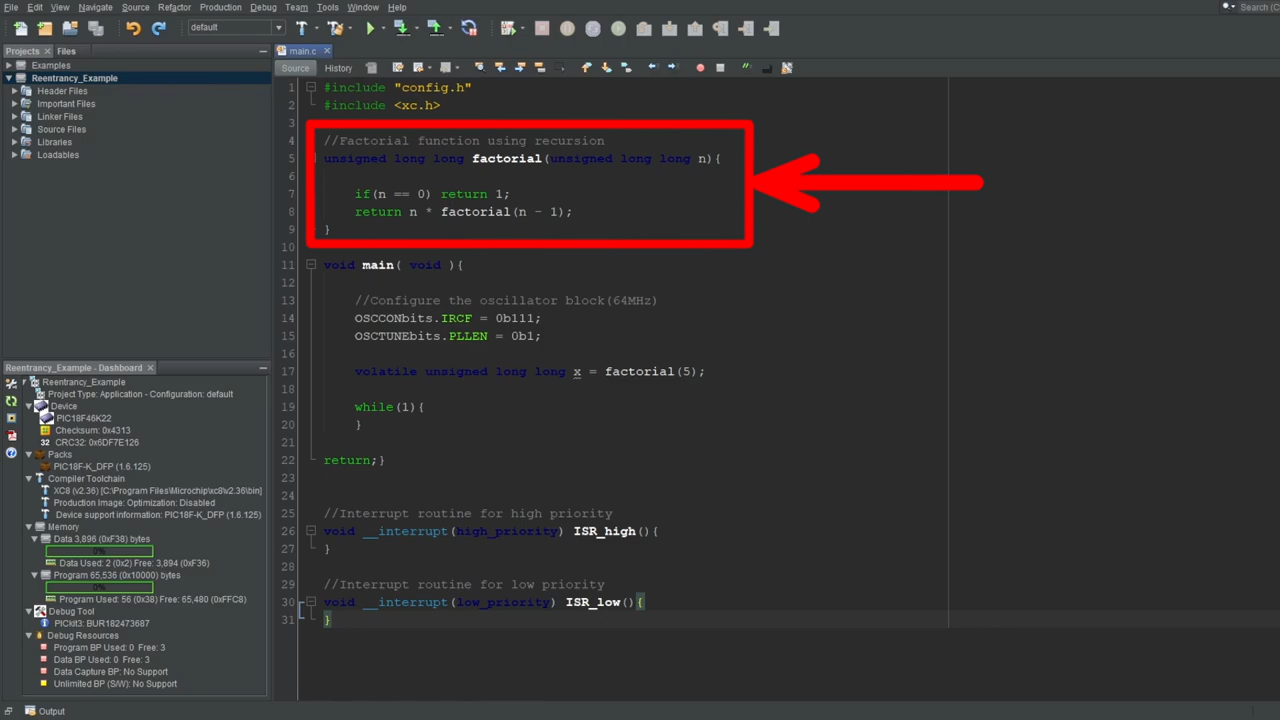 File Edit View Navigate Source Refactor Production Debug Team Tools Window Help
Search (C
default
Projects Files
main.c
Source History
Examples
Reentrancy_Example
Header Files
Important Files
Linker Files
Source Files
Libraries
Loadables
1 #include "config.h"
2 #include <xc.h>
3
4 //Factorial function using recursion
5 unsigned long long factorial(unsigned long long n){
6
7 if(n == 0) return 1;
8 return n * factorial(n - 1);
9 }
10
11 void main( void ){
12
13 //Configure the oscillator block(64MHz)
14 OSCCONbits.IRCF = 0b111;
15 OSCTUNEbits.PLLEN = 0b1;
16
17 volatile unsigned long long x = factorial(5);
18
19 while(1){
20 }
21
22 return;}
23
24
25 //Interrupt routine for high priority
26 void __interrupt(high_priority) ISR_high(){
27 }
28
29 //Interrupt routine for low priority
30 void __interrupt(low_priority) ISR_low(){
31 }
Reentrancy_Example - Dashboard
Reentrancy_Example
Project Type: Application - Configuration: default
Device
PIC18F46K22
Checksum: 0x4313
32 CRC32: 0x6DF7E126
Packs
PIC18F-K_DFP (1.6.125)
Compiler Toolchain
XC8 (v2.36) [C:\Program Files\Microchip\xc8\v2.36\bin]
Production Image: Optimization: Disabled
Device support information: PIC18F-K_DFP (1.6.125)
Memory
Data 3,896 (0xF38) bytes
0%
Data Used: 2 (0x2) Free: 3,894 (0xF36)
Program 65,536 (0x10000) bytes
0%
Program Used: 56 (0x38) Free: 65,480 (0xFFC8)
Debug Tool
PICkit3: BUR182473687
Debug Resources
Program BP Used: 0 Free: 3
Data BP Used: 0 Free: 3
Data Capture BP: No Support
Unlimited BP (S/W): No Support
Output